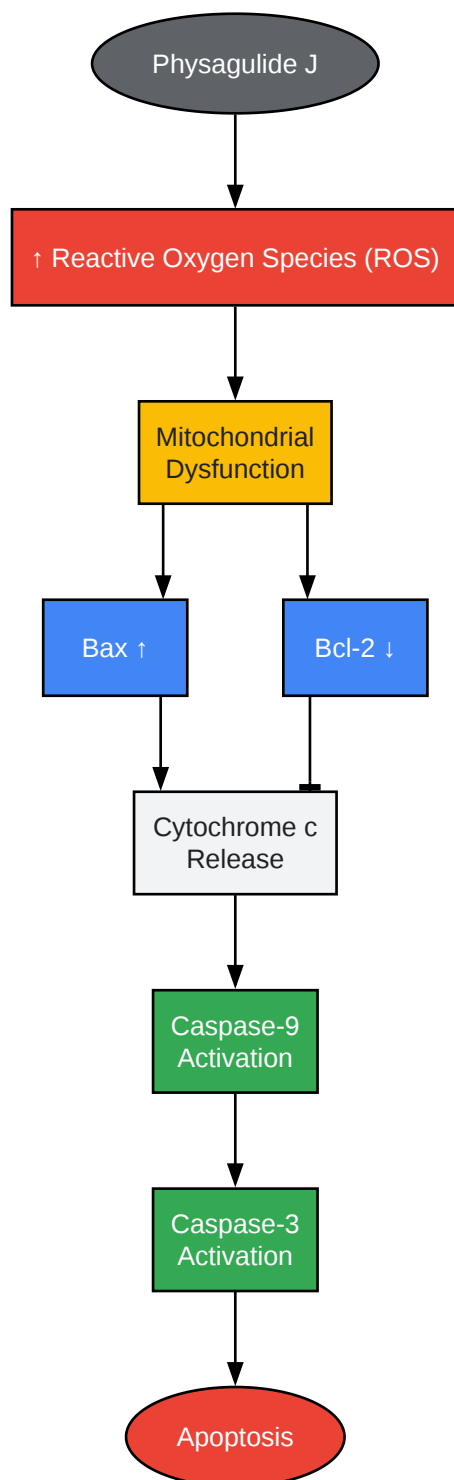 Physagulide J
↑ Reactive Oxygen Species (ROS)
Mitochondrial
Dysfunction
Bax ↑
Bcl-2 ↓
Cytochrome c
Release
Caspase-9
Activation
Caspase-3
Activation
Apoptosis